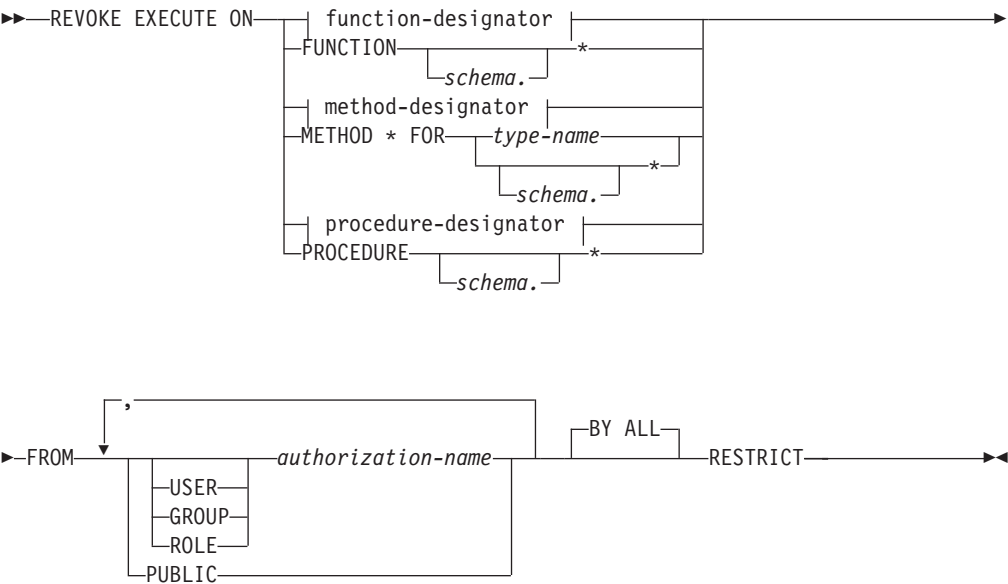 REVOKE EXECUTE ON function-designator
FUNCTION *
schema.
method-designator
METHOD * FOR type-name
*
schema.
procedure-designator
PROCEDURE *
schema.
,
BY ALL
FROM authorization-name RESTRICT
USER
GROUP
ROLE
PUBLIC